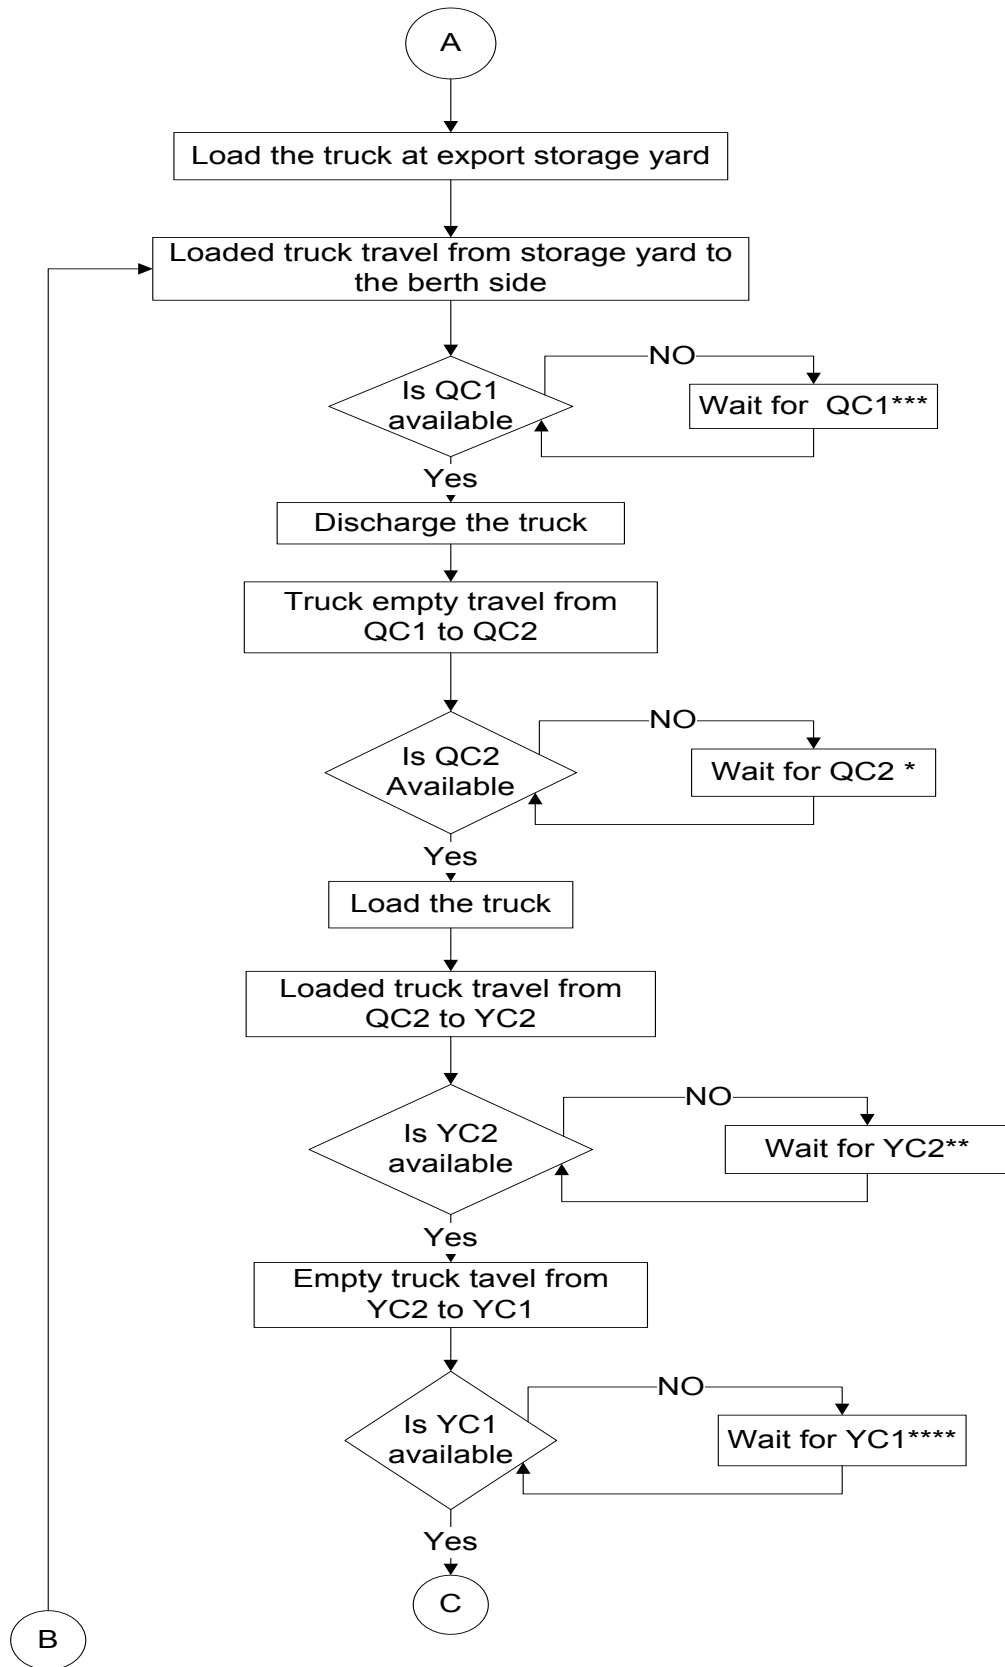 A
Load the truck at export storage yard
Loaded truck travel from storage yard to
the berth side
Is QC1
available
NO
Wait for  QC1***
Yes
Discharge the truck
Truck empty travel from
QC1 to QC2
Is QC2
Available
NO
Wait for QC2 *
Yes
Load the truck
Loaded truck travel from
QC2 to YC2
Is YC2
available
NO
Wait for YC2**
Yes
Empty truck tavel from
YC2 to YC1
Is YC1
available
NO
Wait for YC1****
Yes
C
B